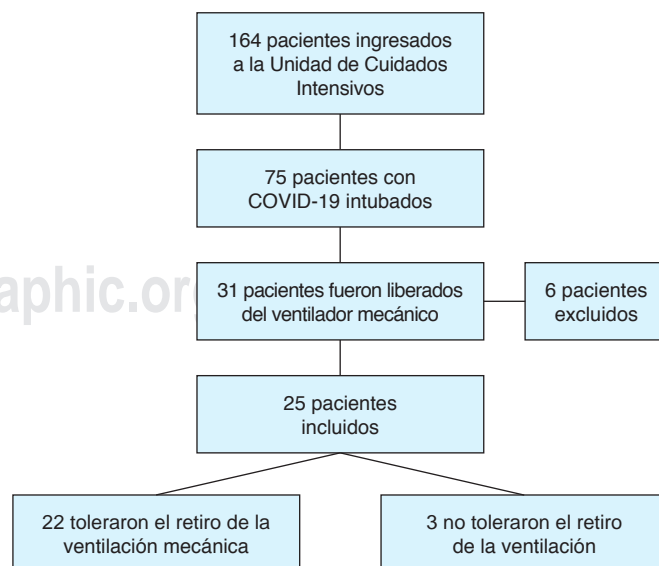 164 pacientes ingresados
a la Unidad de Cuidados
Intensivos
75 pacientes con
COVID-19 intubados
aphic.org
31 pacientes fueron liberados
del ventilador mecánico
6 pacientes
excluidos
25 pacientes
incluidos
22 toleraron el retiro de la
ventilación mecánica
3 no toleraron el retiro
de la ventilación